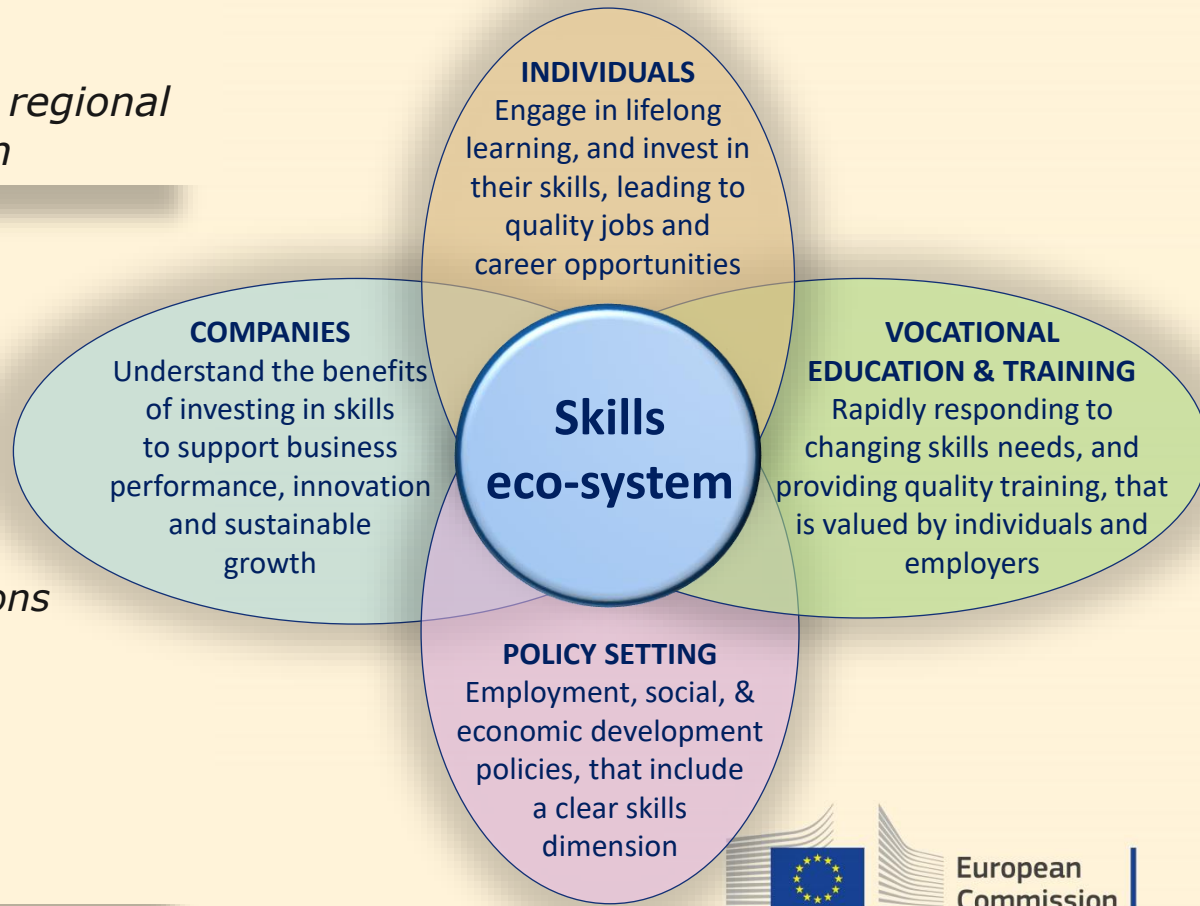 regional
INDIVIDUALS
Engage in lifelong
learning, and invest in
their skills, leading to
quality jobs and
career opportunities
COMPANIES
Understand the benefits
of investing in skills
to support business
performance, innovation
and sustainable
growth
Skills
eco-system
VOCATIONAL
EDUCATION & TRAINING
Rapidly responding to
changing skills needs, and
providing quality training, that
is valued by individuals and
employers
POLICY SETTING
Employment, social, &
economic development
policies, that include
a clear skills
dimension
European
Commission